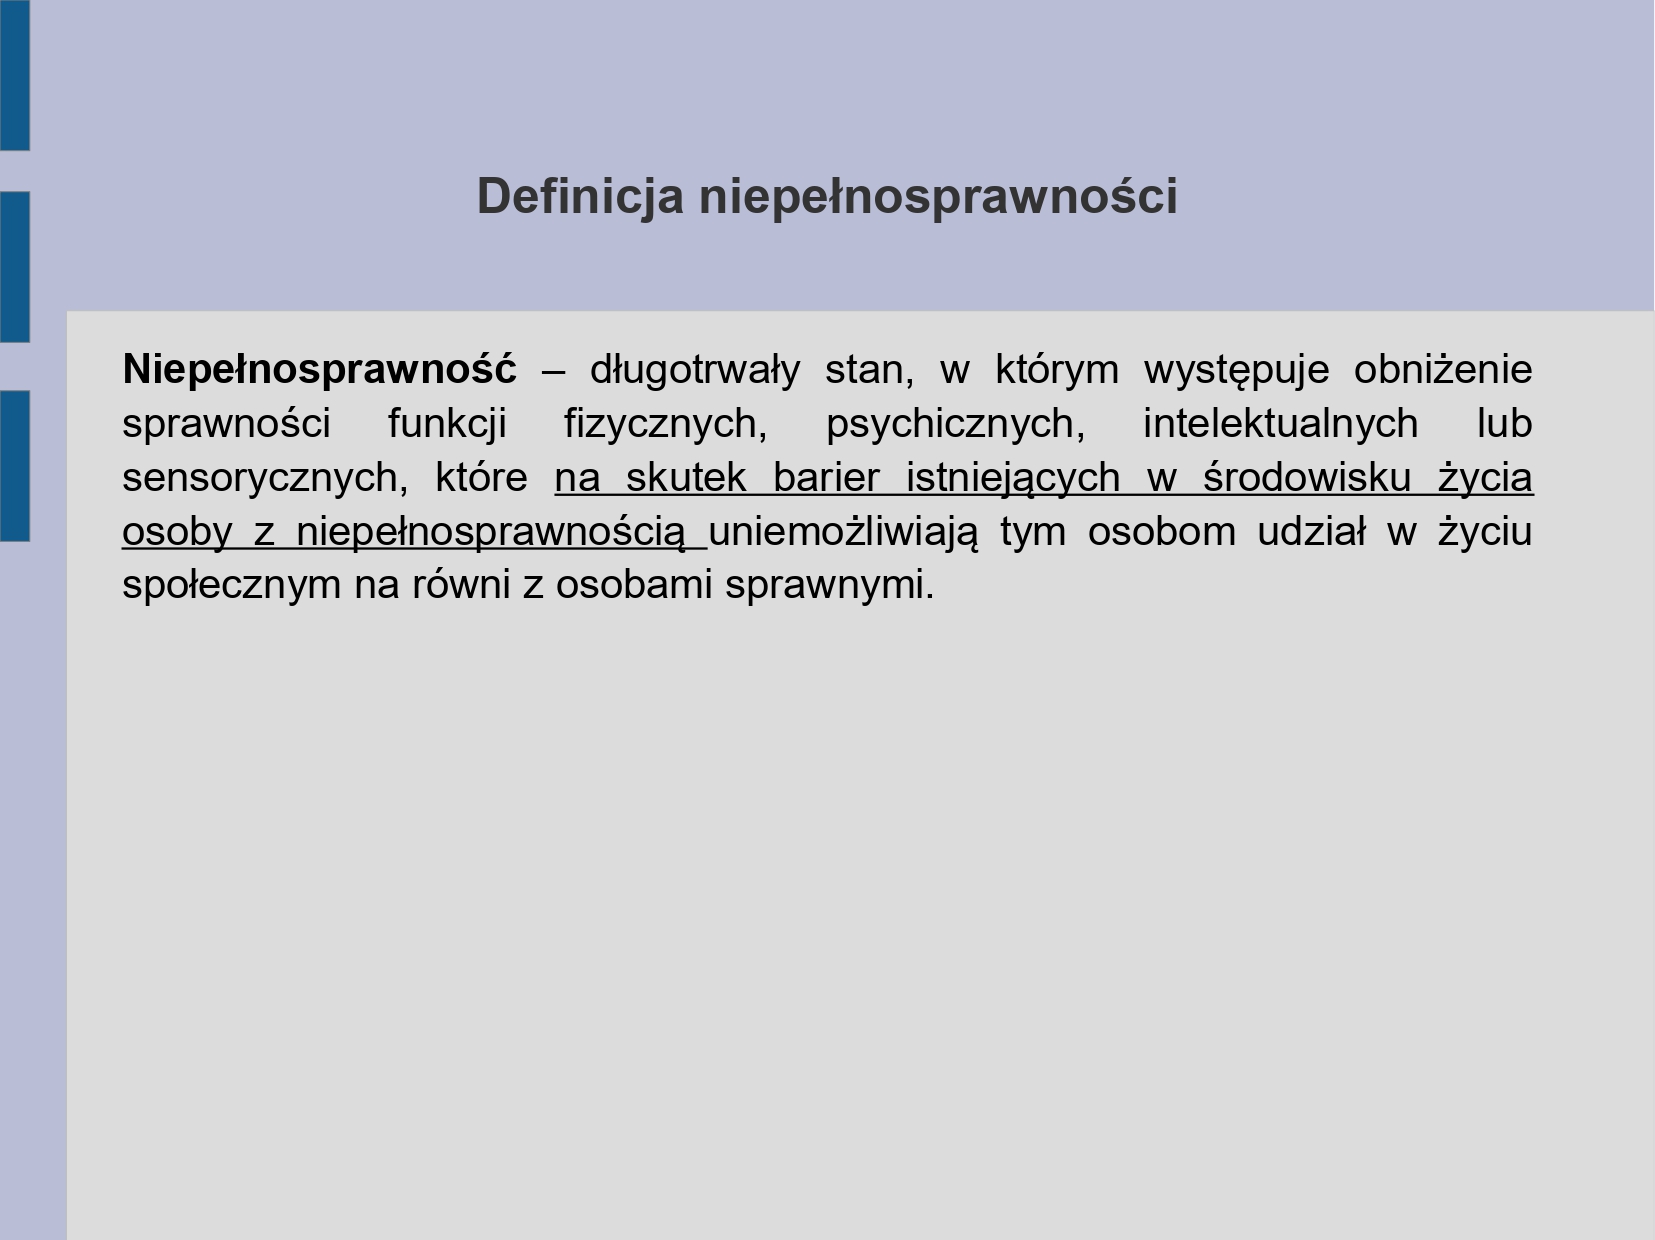 Definicja niepełnosprawności
Niepełnosprawność – długotrwały stan, w którym występuje obniżenie
sprawności funkcji fizycznych, psychicznych, intelektualnych lub
sensorycznych, które na skutek barier istniejących w środowisku życia
osoby z niepełnosprawnością uniemożliwiają tym osobom udział w życiu
społecznym na równi z osobami sprawnymi.